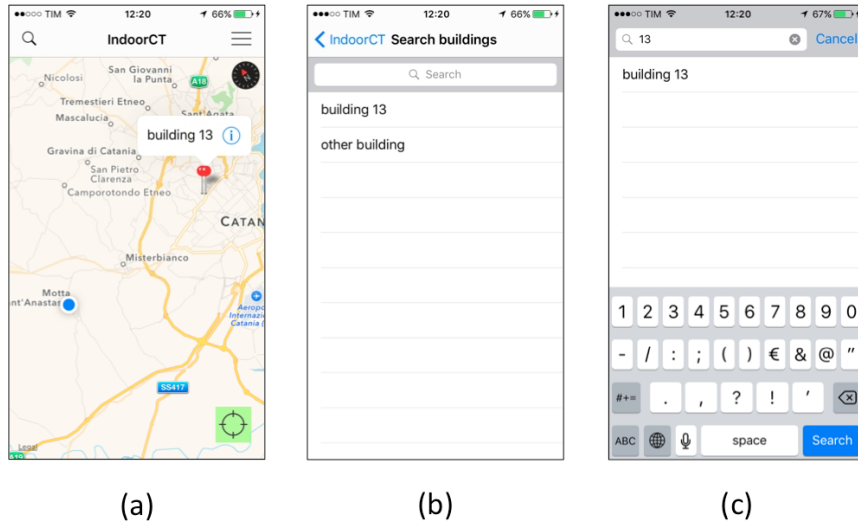 TIM 12:20 66%
IndoorCT
Nicolosi
San Giovanni
la Punta
A18
Tremestieri Etneo
Mascalucia
Sant'Agata
building 13
Gravina di Catania
San Pietro
Clarenza
Camporotondo Etneo
CATAN
Misterbianco
Motta
nt'Anastas
Aeropo
Internazi
Catania (
SS417
Legal
A19
(a)
TIM 12:20 66%
IndoorCT Search buildings
Search
building 13
other building
(b)
TIM 12:20 67%
13 Cancel
building 13
1 2 3 4 5 6 7 8 9 0
- / : ; ( ) € & @ "
#+= . , ? ! ' 
ABC space Search
(c)